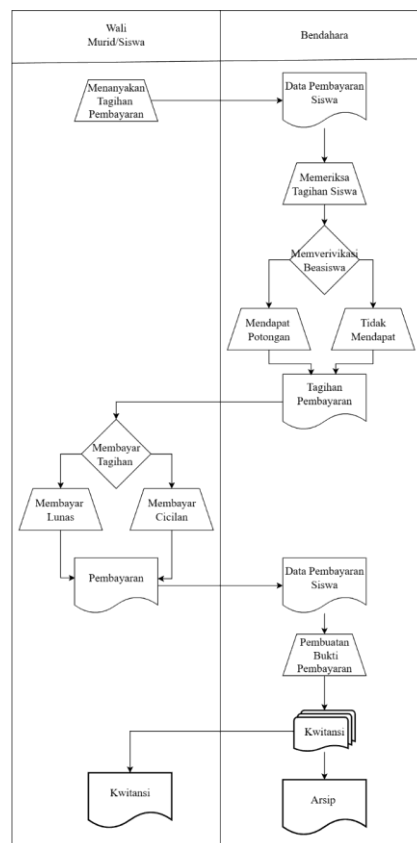 Wali
Murid/Siswa
Bendahara
Menanyakan
Tagihan
Pembayaran
Data Pembayaran
Siswa
Memeriksa
Tagihan Siswa
Memverivikasi
Beasiswa
Mendapat
Potongan
Tidak
Mendapat
Tagihan
Pembayaran
Membayar
Tagihan
Membayar
Lunas
Membayar
Cicilan
Pembayaran
Data Pembayaran
Siswa
Pembuatan
Bukti
Pembayaran
Kwitansi
Kwitansi
Arsip